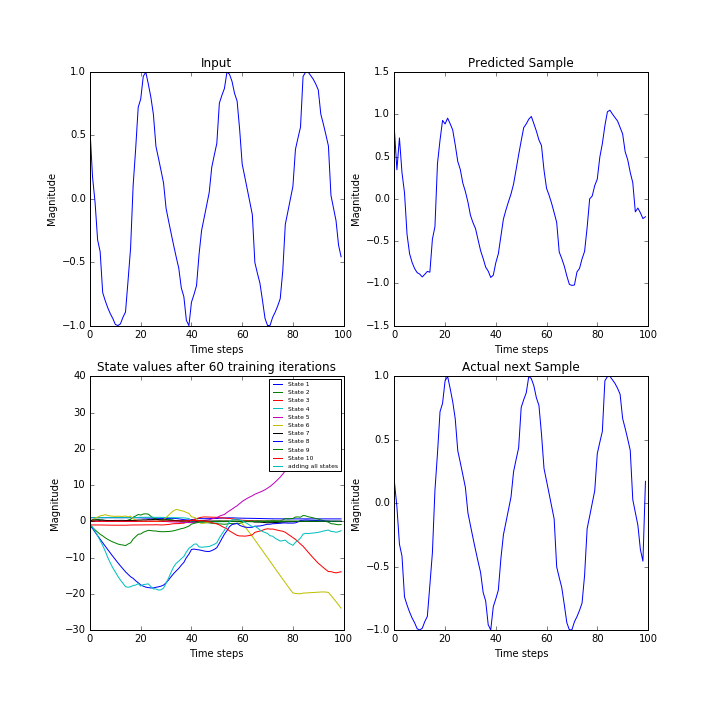 Input
Magnitude
1.0
0.5
0.0
−0.5
−1.0
0 20 40 60 80 100
Time steps
Predicted Sample
Magnitude
1.5
1.0
0.5
0.0
−0.5
−1.0
−1.5
0 20 40 60 80 100
Time steps
State values after 60 training iterations
Magnitude
40
30
20
10
0
−10
−20
−30
0 20 40 60 80 100
Time steps
State 1
State 2
State 3
State 4
State 5
State 6
State 7
State 8
State 9
State 10
adding all states
Actual next Sample
Magnitude
1.0
0.5
0.0
−0.5
−1.0
0 20 40 60 80 100
Time steps